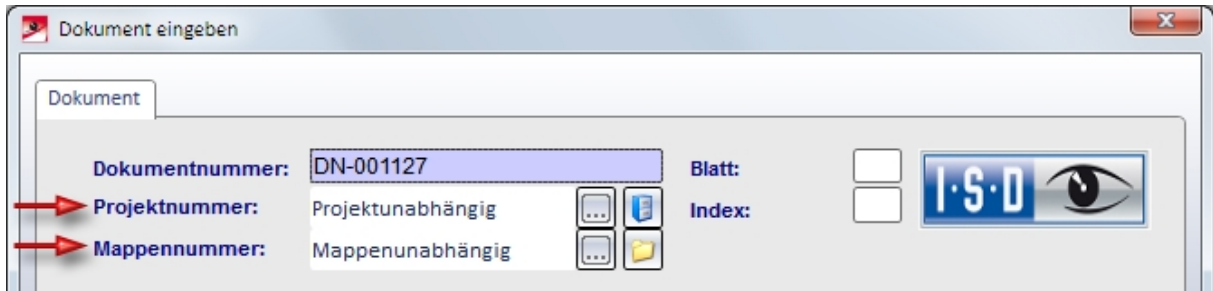 Dokument eingeben
Dokument
Dokumentnummer: DN-001127 Blatt:
Projektnummer: Projektunabhängig ... Index:
Mappennummer: Mappenunabhängig ...
I·S·D